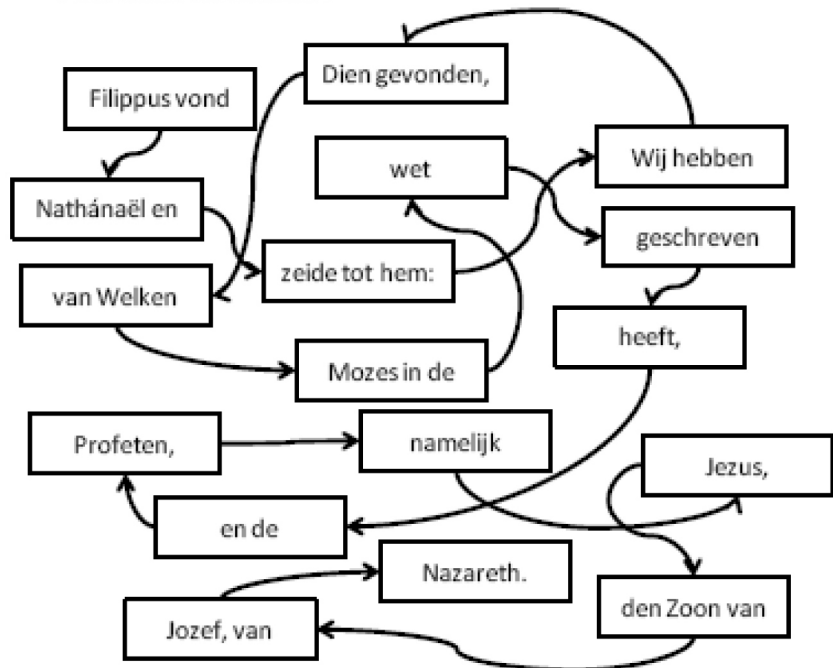 Filippus vond
Nathánaël en
zeide tot hem:
Wij hebben
Dien gevonden,
van Welken
Mozes in de
wet
geschreven
heeft,
en de
Profeten,
namelijk
Jezus,
den Zoon van
Jozef, van
Nazareth.